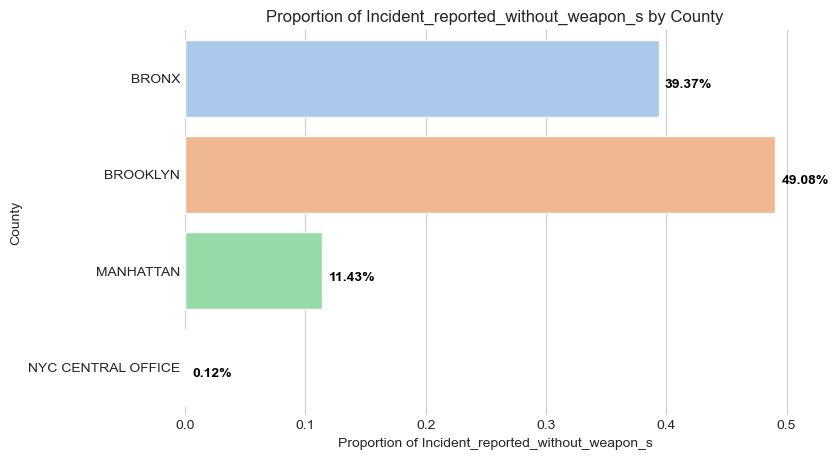 Proportion of Incident_reported_without_weapon_s by County
BRONX
39.37%
BROOKLYN
49.08%
County
MANHATTAN
11.43%
NYC CENTRAL OFFICE
0.12%
0.0 0.1 0.2 0.3 0.4 0.5
Proportion of Incident_reported_without_weapon_s